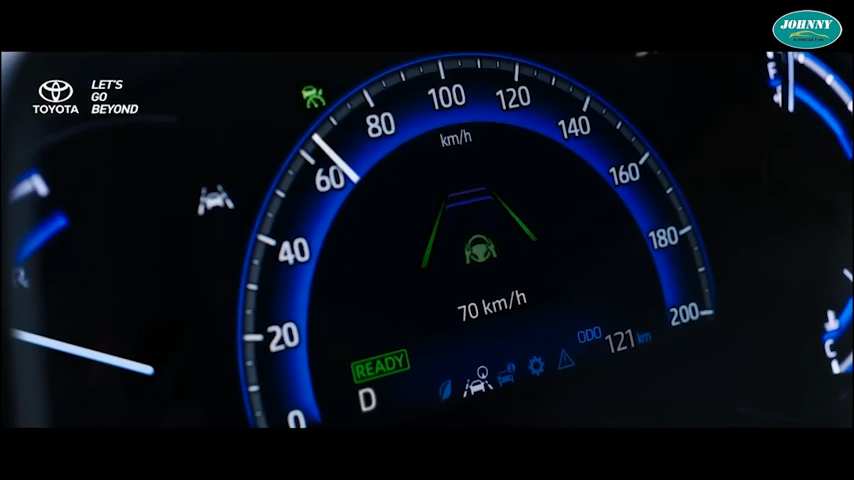 JOHNNY
TOYOTA
LET'S
GO
BEYOND
0
20
40
60
80
100
120
140
160
180
200
km/h
70 km/h
READY
D
ODO
121 km
E
C